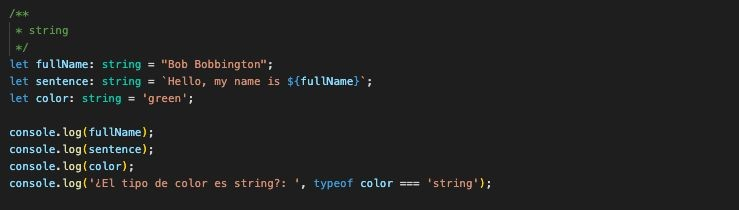 /**
 * string
 */
let fullName: string = "Bob Bobbington";
let sentence: string = `Hello, my name is ${fullName}`;
let color: string = 'green';
console.log(fullName);
console.log(sentence);
console.log(color);
console.log('¿El tipo de color es string?: ', typeof color === 'string');